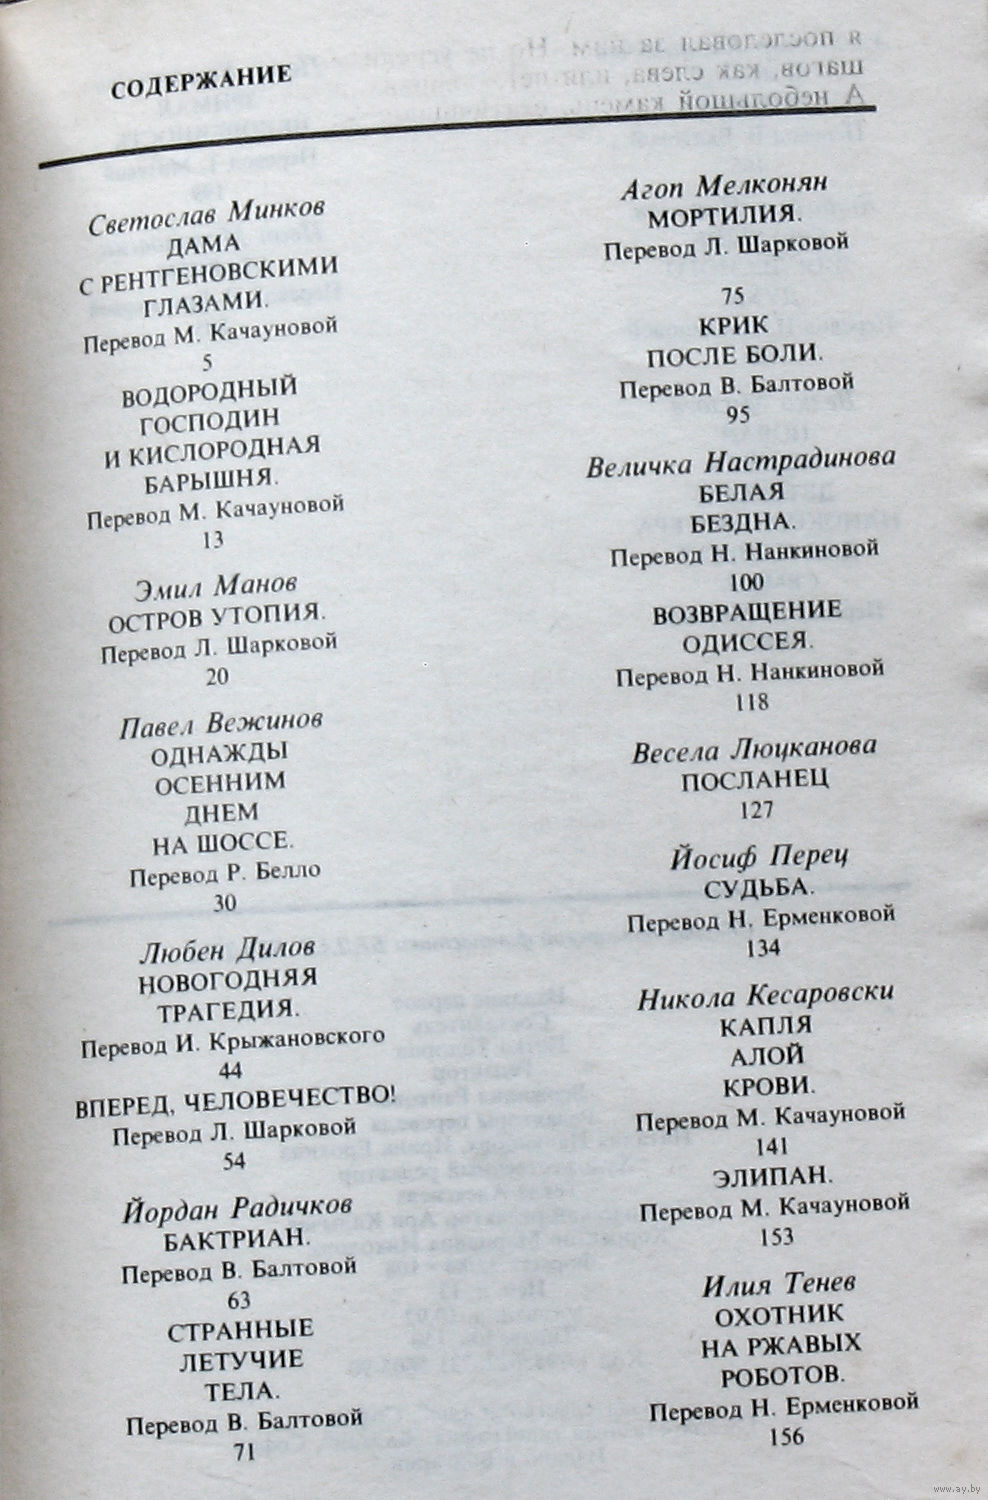 СОДЕРЖАНИЕ
Светослав Минков
ДАМА
С РЕНТГЕНОВСКИМИ
ГЛАЗАМИ.
Перевод М. Качауновой
5
ВОДОРОДНЫЙ
ГОСПОДИН
И КИСЛОРОДНАЯ
БАРЫШНЯ.
Перевод М. Качауновой
13
Эмил Манов
ОСТРОВ УТОПИЯ.
Перевод Л. Шарковой
20
Павел Вежинов
ОДНАЖДЫ
ОСЕННИМ
ДНЕМ
НА ШОССЕ.
Перевод Р. Белло
30
Любен Дилов
НОВОГОДНЯЯ
ТРАГЕДИЯ.
Перевод И. Крыжановского
44
ВПЕРЕД, ЧЕЛОВЕЧЕСТВО!
Перевод Л. Шарковой
54
Йордан Радичков
БАКТРИАН.
Перевод В. Балтовой
63
СТРАННЫЕ
ЛЕТУЧИЕ
ТЕЛА.
Перевод В. Балтовой
71
Агоп Мелконян
МОРТИЛИЯ.
Перевод Л. Шарковой
75
КРИК
ПОСЛЕ БОЛИ.
Перевод В. Балтовой
95
Величка Настрадинова
БЕЛАЯ
БЕЗДНА.
Перевод Н. Нанкиновой
100
ВОЗВРАЩЕНИЕ
ОДИССЕЯ.
Перевод Н. Нанкиновой
118
Весела Люцканова
ПОСЛАНЕЦ
127
Йосиф Перец
СУДЬБА.
Перевод Н. Ерменковой
134
Никола Кесаровски
КАПЛЯ
АЛОЙ
КРОВИ.
Перевод М. Качауновой
141
ЭЛИПАН.
Перевод М. Качауновой
153
Илия Тенев
ОХОТНИК
НА РЖАВЫХ
РОБОТОВ.
Перевод Н. Ерменковой
156
www.ay.by